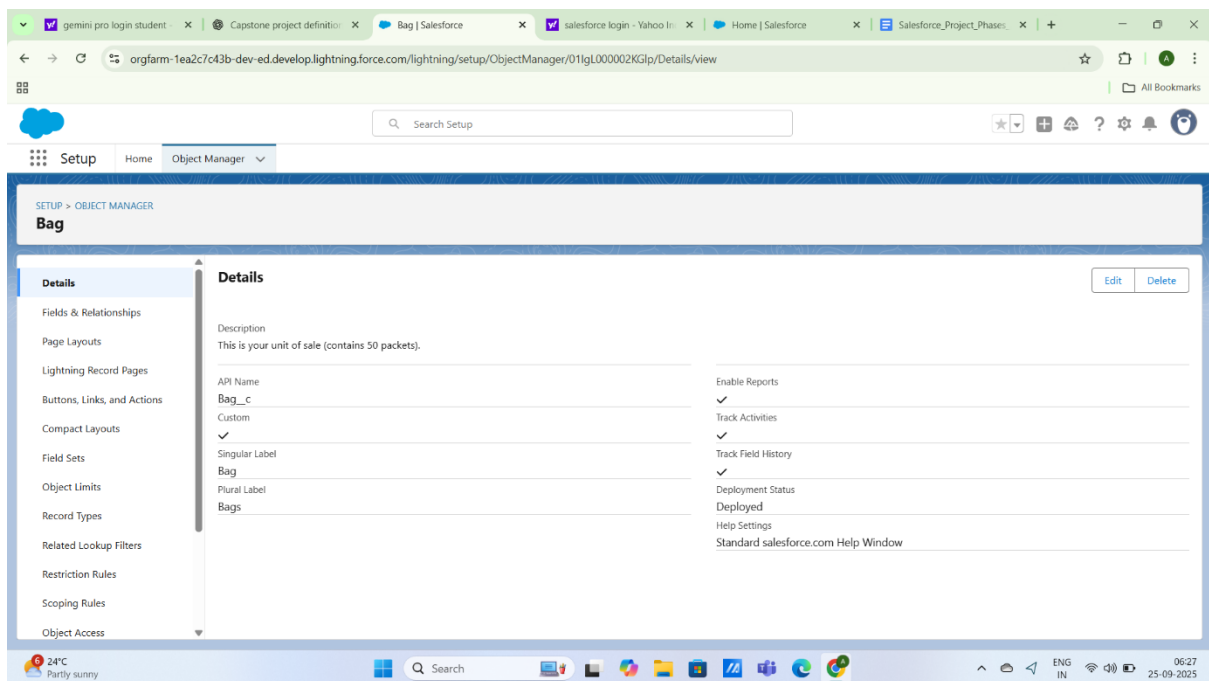 gemini pro login student -
Capstone project definition
Bag | Salesforce
salesforce login - Yahoo In
Home | Salesforce
Salesforce_Project_Phases_
orgfarm-1ea2c7c43b-dev-ed.develop.lightning.force.com/lightning/setup/ObjectManager/01IgL000002KGlp/Details/view
A
All Bookmarks
Search Setup
Setup
Home
Object Manager
SETUP > OBJECT MANAGER
Bag
Details
Fields & Relationships
Page Layouts
Lightning Record Pages
Buttons, Links, and Actions
Compact Layouts
Field Sets
Object Limits
Record Types
Related Lookup Filters
Restriction Rules
Scoping Rules
Object Access
Details
Edit
Delete
Description
This is your unit of sale (contains 50 packets).
API Name
Bag__c
Custom
Singular Label
Bag
Plural Label
Bags
Enable Reports
Track Activities
Track Field History
Deployment Status
Deployed
Help Settings
Standard salesforce.com Help Window
6
24°C
Partly sunny
Search
ENG
IN
06:27
25-09-2025